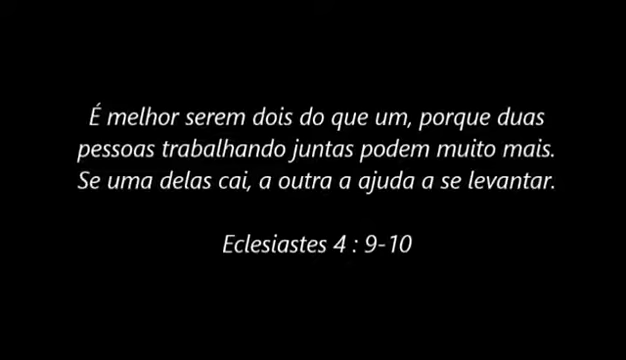 É melhor serem dois do que um, porque duas
pessoas trabalhando juntas podem muito mais.
Se uma delas cai, a outra a ajuda a se levantar.
Eclesiastes 4 : 9-10